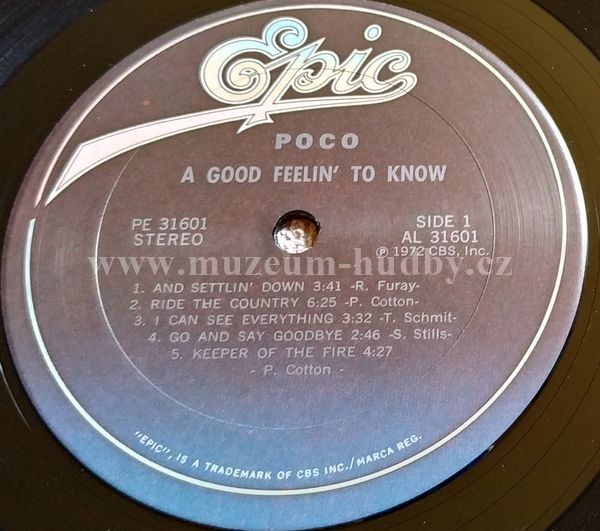 Epic
POCO
A GOOD FEELIN' TO KNOW
PE 31601
STEREO
SIDE 1
AL 31601
℗ 1972 CBS, Inc.
www.muzeum-hudby.cz
1. AND SETTLIN' DOWN 3:41 -R. Furay-
2. RIDE THE COUNTRY 6:25 -P. Cotton-
3. I CAN SEE EVERYTHING 3:32 -T. Schmit-
4. GO AND SAY GOODBYE 2:46 -S. Stills-
5. KEEPER OF THE FIRE 4:27
- P. Cotton -
"EPIC", IS A TRADEMARK OF CBS INC./MARCA REG.